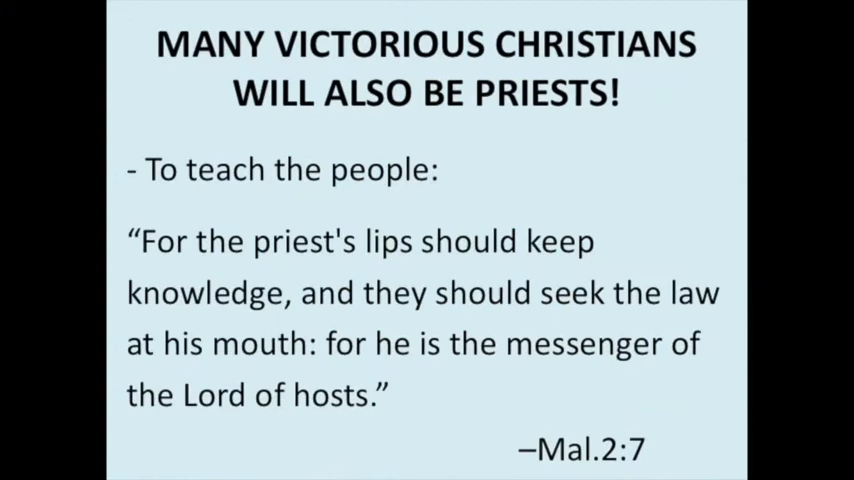 MANY VICTORIOUS CHRISTIANS
WILL ALSO BE PRIESTS!
- To teach the people:
“For the priest's lips should keep
knowledge, and they should seek the law
at his mouth: for he is the messenger of
the Lord of hosts.”
–Mal.2:7